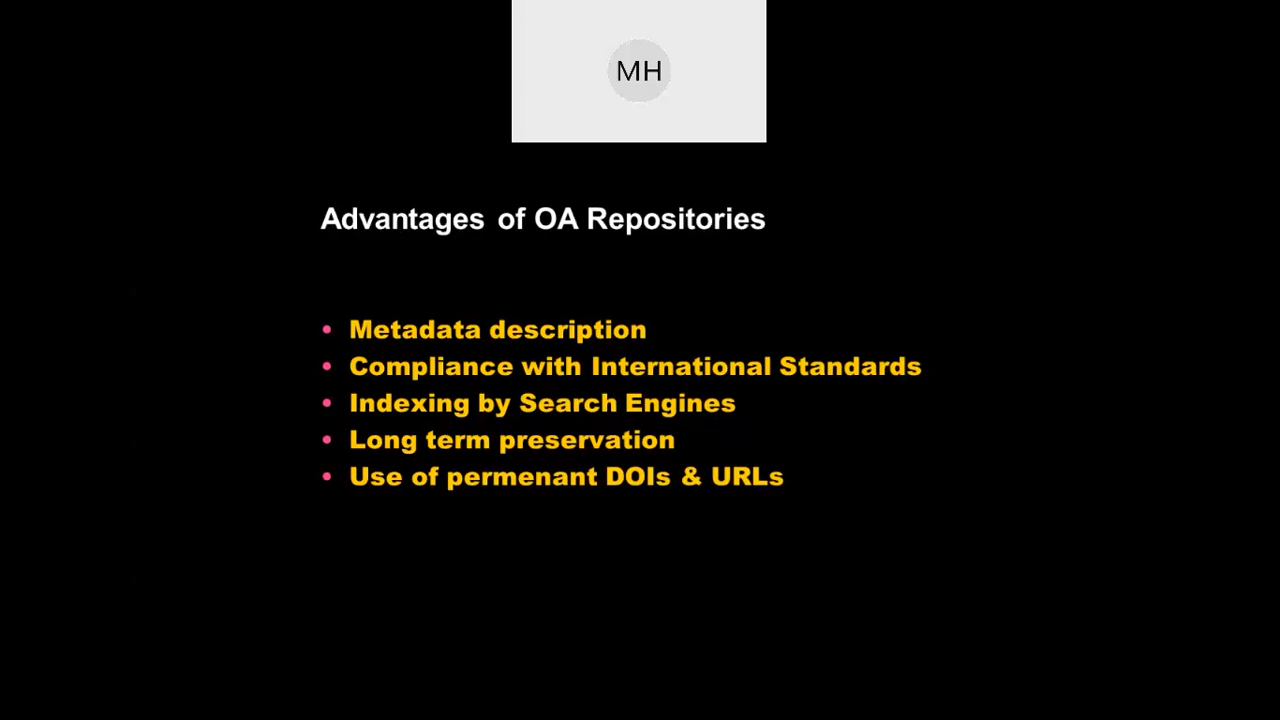 MH
Advantages of OA Repositories
• Metadata description
• Compliance with International Standards
• Indexing by Search Engines
• Long term preservation
• Use of permenant DOIs & URLs